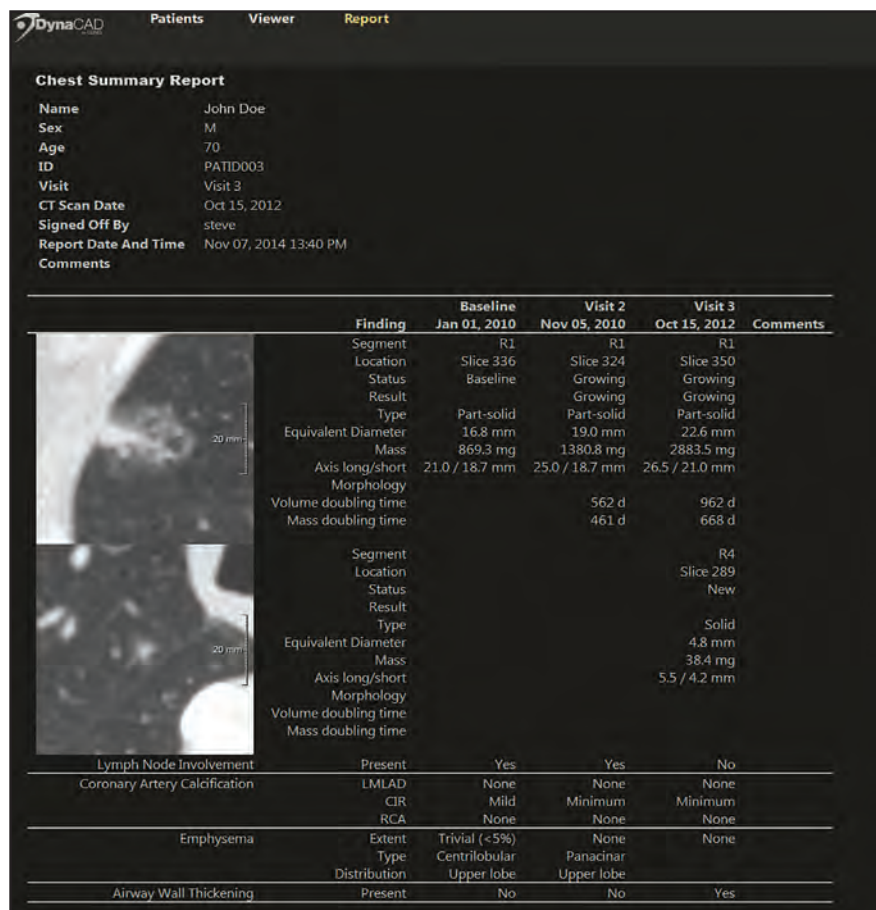 DynaCAD Patients Viewer Report
Chest Summary Report
Name John Doe
Sex M
Age 70
ID PATID003
Visit Visit 3
CT Scan Date Oct 15, 2012
Signed Off By steve
Report Date And Time Nov 07, 2014 13:40 PM
Comments
Baseline Visit 2 Visit 3
Finding Jan 01, 2010 Nov 05, 2010 Oct 15, 2012 Comments
Segment R1 R1 R1
Location Slice 336 Slice 324 Slice 350
Status Baseline Growing Growing
Result Growing Growing
Type Part-solid Part-solid Part-solid
20 mm Equivalent Diameter 16.8 mm 19.0 mm 22.6 mm
Mass 869.3 mg 1380.8 mg 2883.5 mg
Axis long/short 21.0 / 18.7 mm 25.0 / 18.7 mm 26.5 / 21.0 mm
Morphology
Volume doubling time 562 d 962 d
Mass doubling time 461 d 668 d
Segment R4
Location Slice 289
Status New
Result
Type Solid
20 mm Equivalent Diameter 4.8 mm
Mass 38.4 mg
Axis long/short 5.5 / 4.2 mm
Morphology
Volume doubling time
Mass doubling time
Lymph Node Involvement Present Yes Yes No
Coronary Artery Calcification LMLAD None None None
CIR Mild Minimum Minimum
RCA None None None
Emphysema Extent Trivial (<5%) None None
Type Centrilobular Panacinar
Distribution Upper lobe Upper lobe
Airway Wall Thickening Present No No Yes